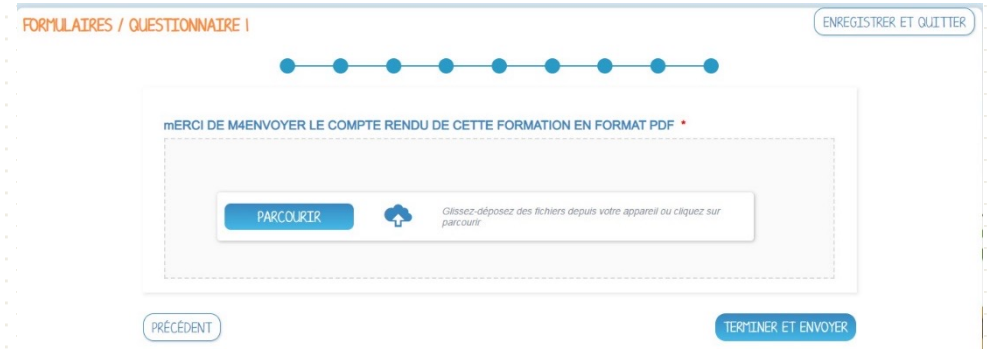 FORMULAIRES / QUESTIONNAIRE 1
ENREGISTRER ET QUITTER
mERCI DE M4ENVOYER LE COMPTE RENDU DE CETTE FORMATION EN FORMAT PDF *
PARCOURIR
Glissez-déposez des fichiers depuis votre appareil ou cliquez sur
parcourir
PRÉCÉDENT
TERMINER ET ENVOYER